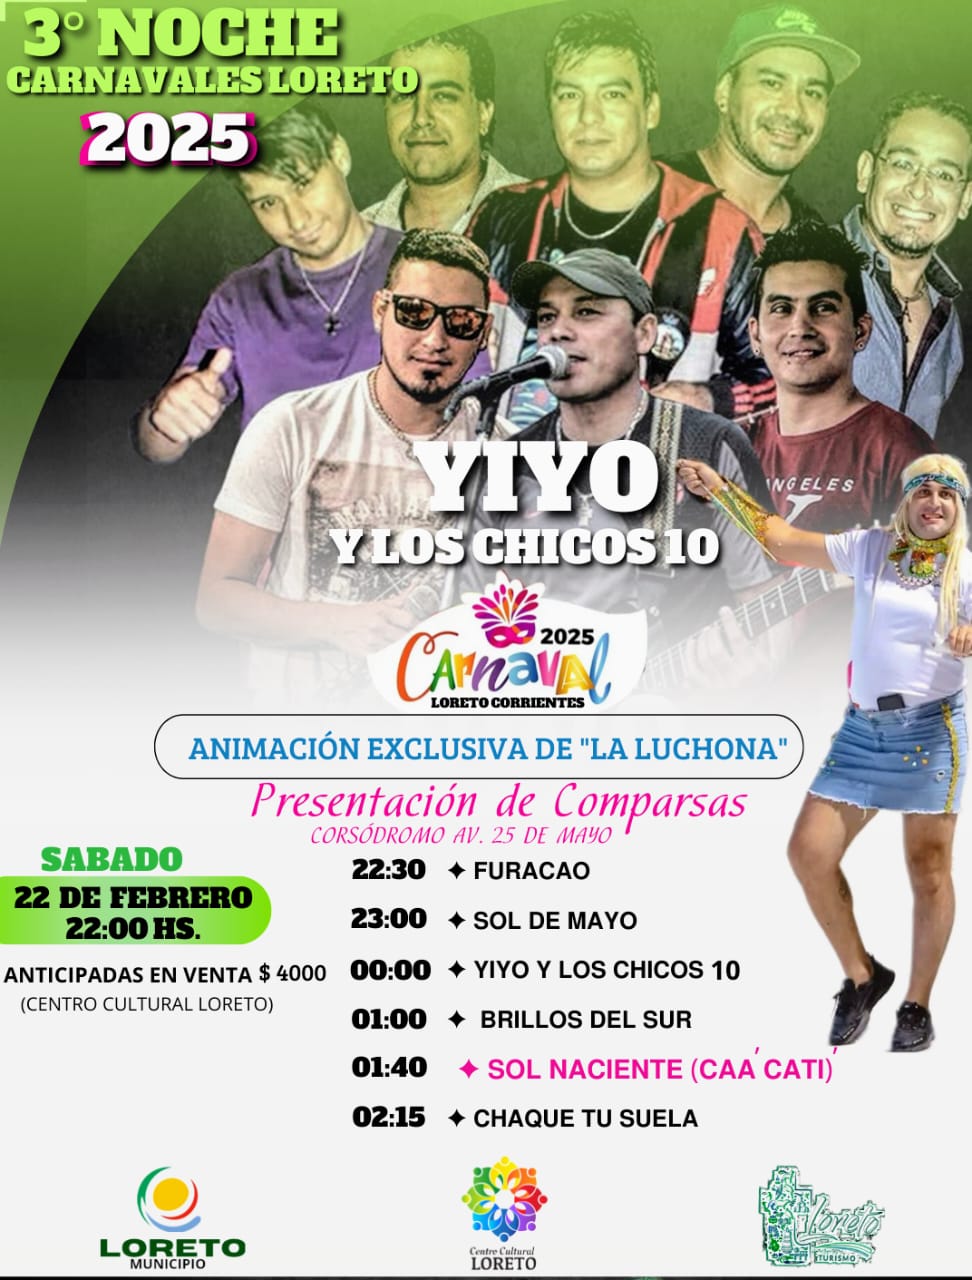 3° NOCHE
CARNAVALES LORETO
2025
NGELES
YIYO
Y LOS CHICOS 10
2025
CARNAVAL
LORETO CORRIENTES
ANIMACIÓN EXCLUSIVA DE "LA LUCHONA"
Presentación de Comparsas
CORSÓDROMO AV. 25 DE MAYO
SABADO
22 DE FEBRERO
22:00 HS.
ANTICIPADAS EN VENTA $ 4000
(CENTRO CULTURAL LORETO)
22:30 ✦ FURACAO
23:00 ✦ SOL DE MAYO
00:00 ✦ YIYO Y LOS CHICOS 10
01:00 ✦ BRILLOS DEL SUR
01:40 ✦ SOL NACIENTE (CAA´CATI´)
02:15 ✦ CHAQUE TU SUELA
LORETO
MUNICIPIO
Centro Cultural
LORETO
Loreto
TURISMO